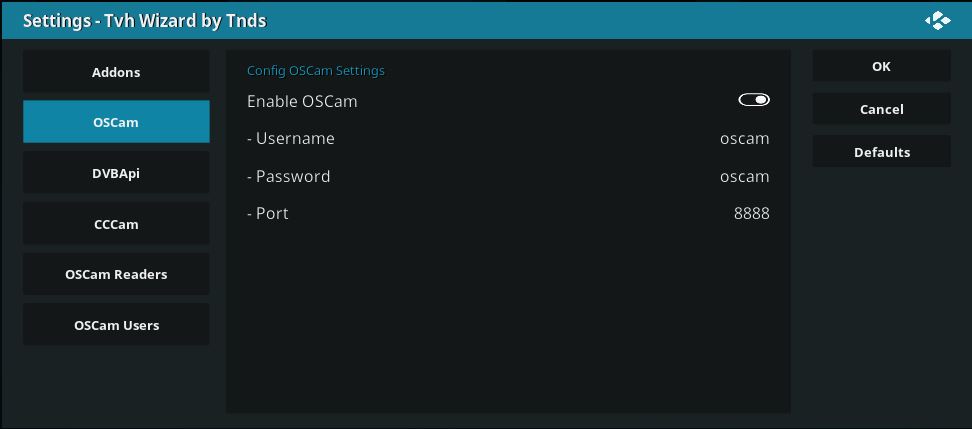 Settings - Tvh Wizard by Tnds
Addons
OSCam
DVBApi
CCCam
OSCam Readers
OSCam Users
Config OSCam Settings
Enable OSCam
- Username oscam
- Password oscam
- Port 8888
OK
Cancel
Defaults